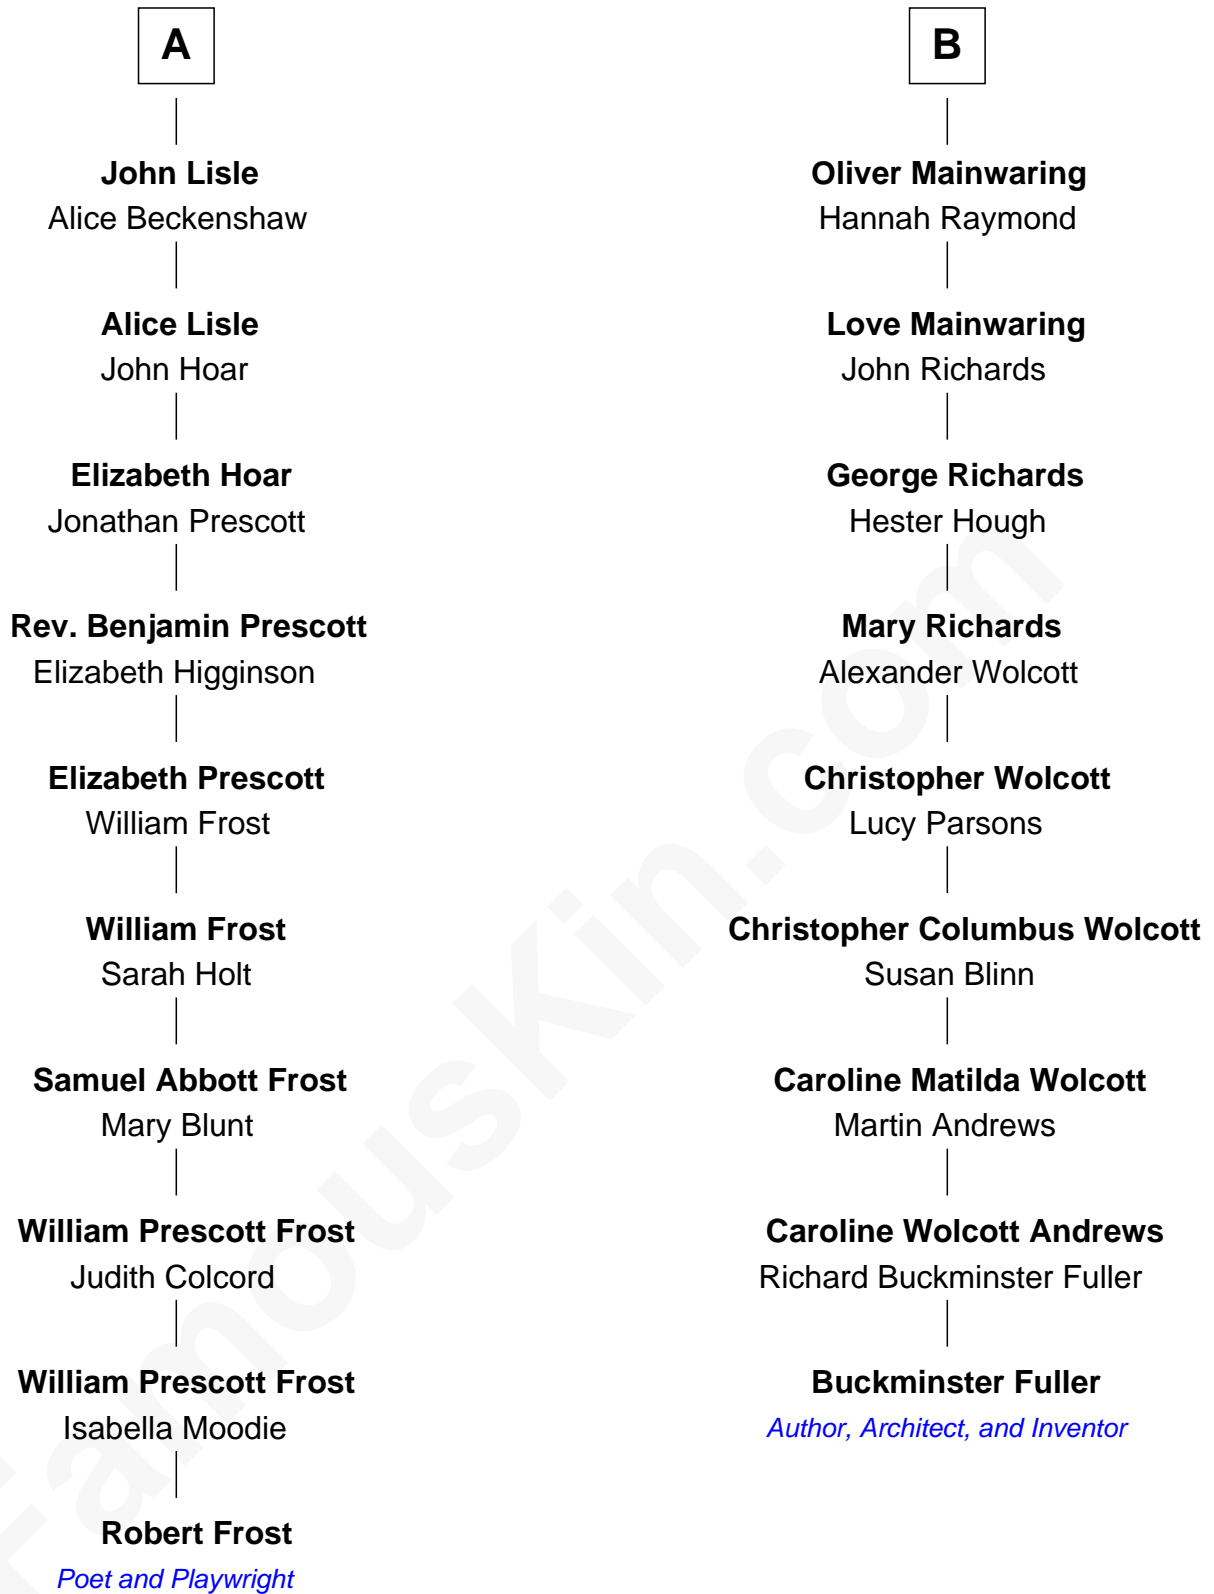 A
John Lisle
Alice Beckenshaw
Alice Lisle
John Hoar
Elizabeth Hoar
Jonathan Prescott
Rev. Benjamin Prescott
Elizabeth Higginson
Elizabeth Prescott
William Frost
William Frost
Sarah Holt
Samuel Abbott Frost
Mary Blunt
William Prescott Frost
Judith Colcord
William Prescott Frost
Isabella Moodie
Robert Frost
Poet and Playwright
B
Oliver Mainwaring
Hannah Raymond
Love Mainwaring
John Richards
George Richards
Hester Hough
Mary Richards
Alexander Wolcott
Christopher Wolcott
Lucy Parsons
Christopher Columbus Wolcott
Susan Blinn
Caroline Matilda Wolcott
Martin Andrews
Caroline Wolcott Andrews
Richard Buckminster Fuller
Buckminster Fuller
Author, Architect, and Inventor
FamousKin.com